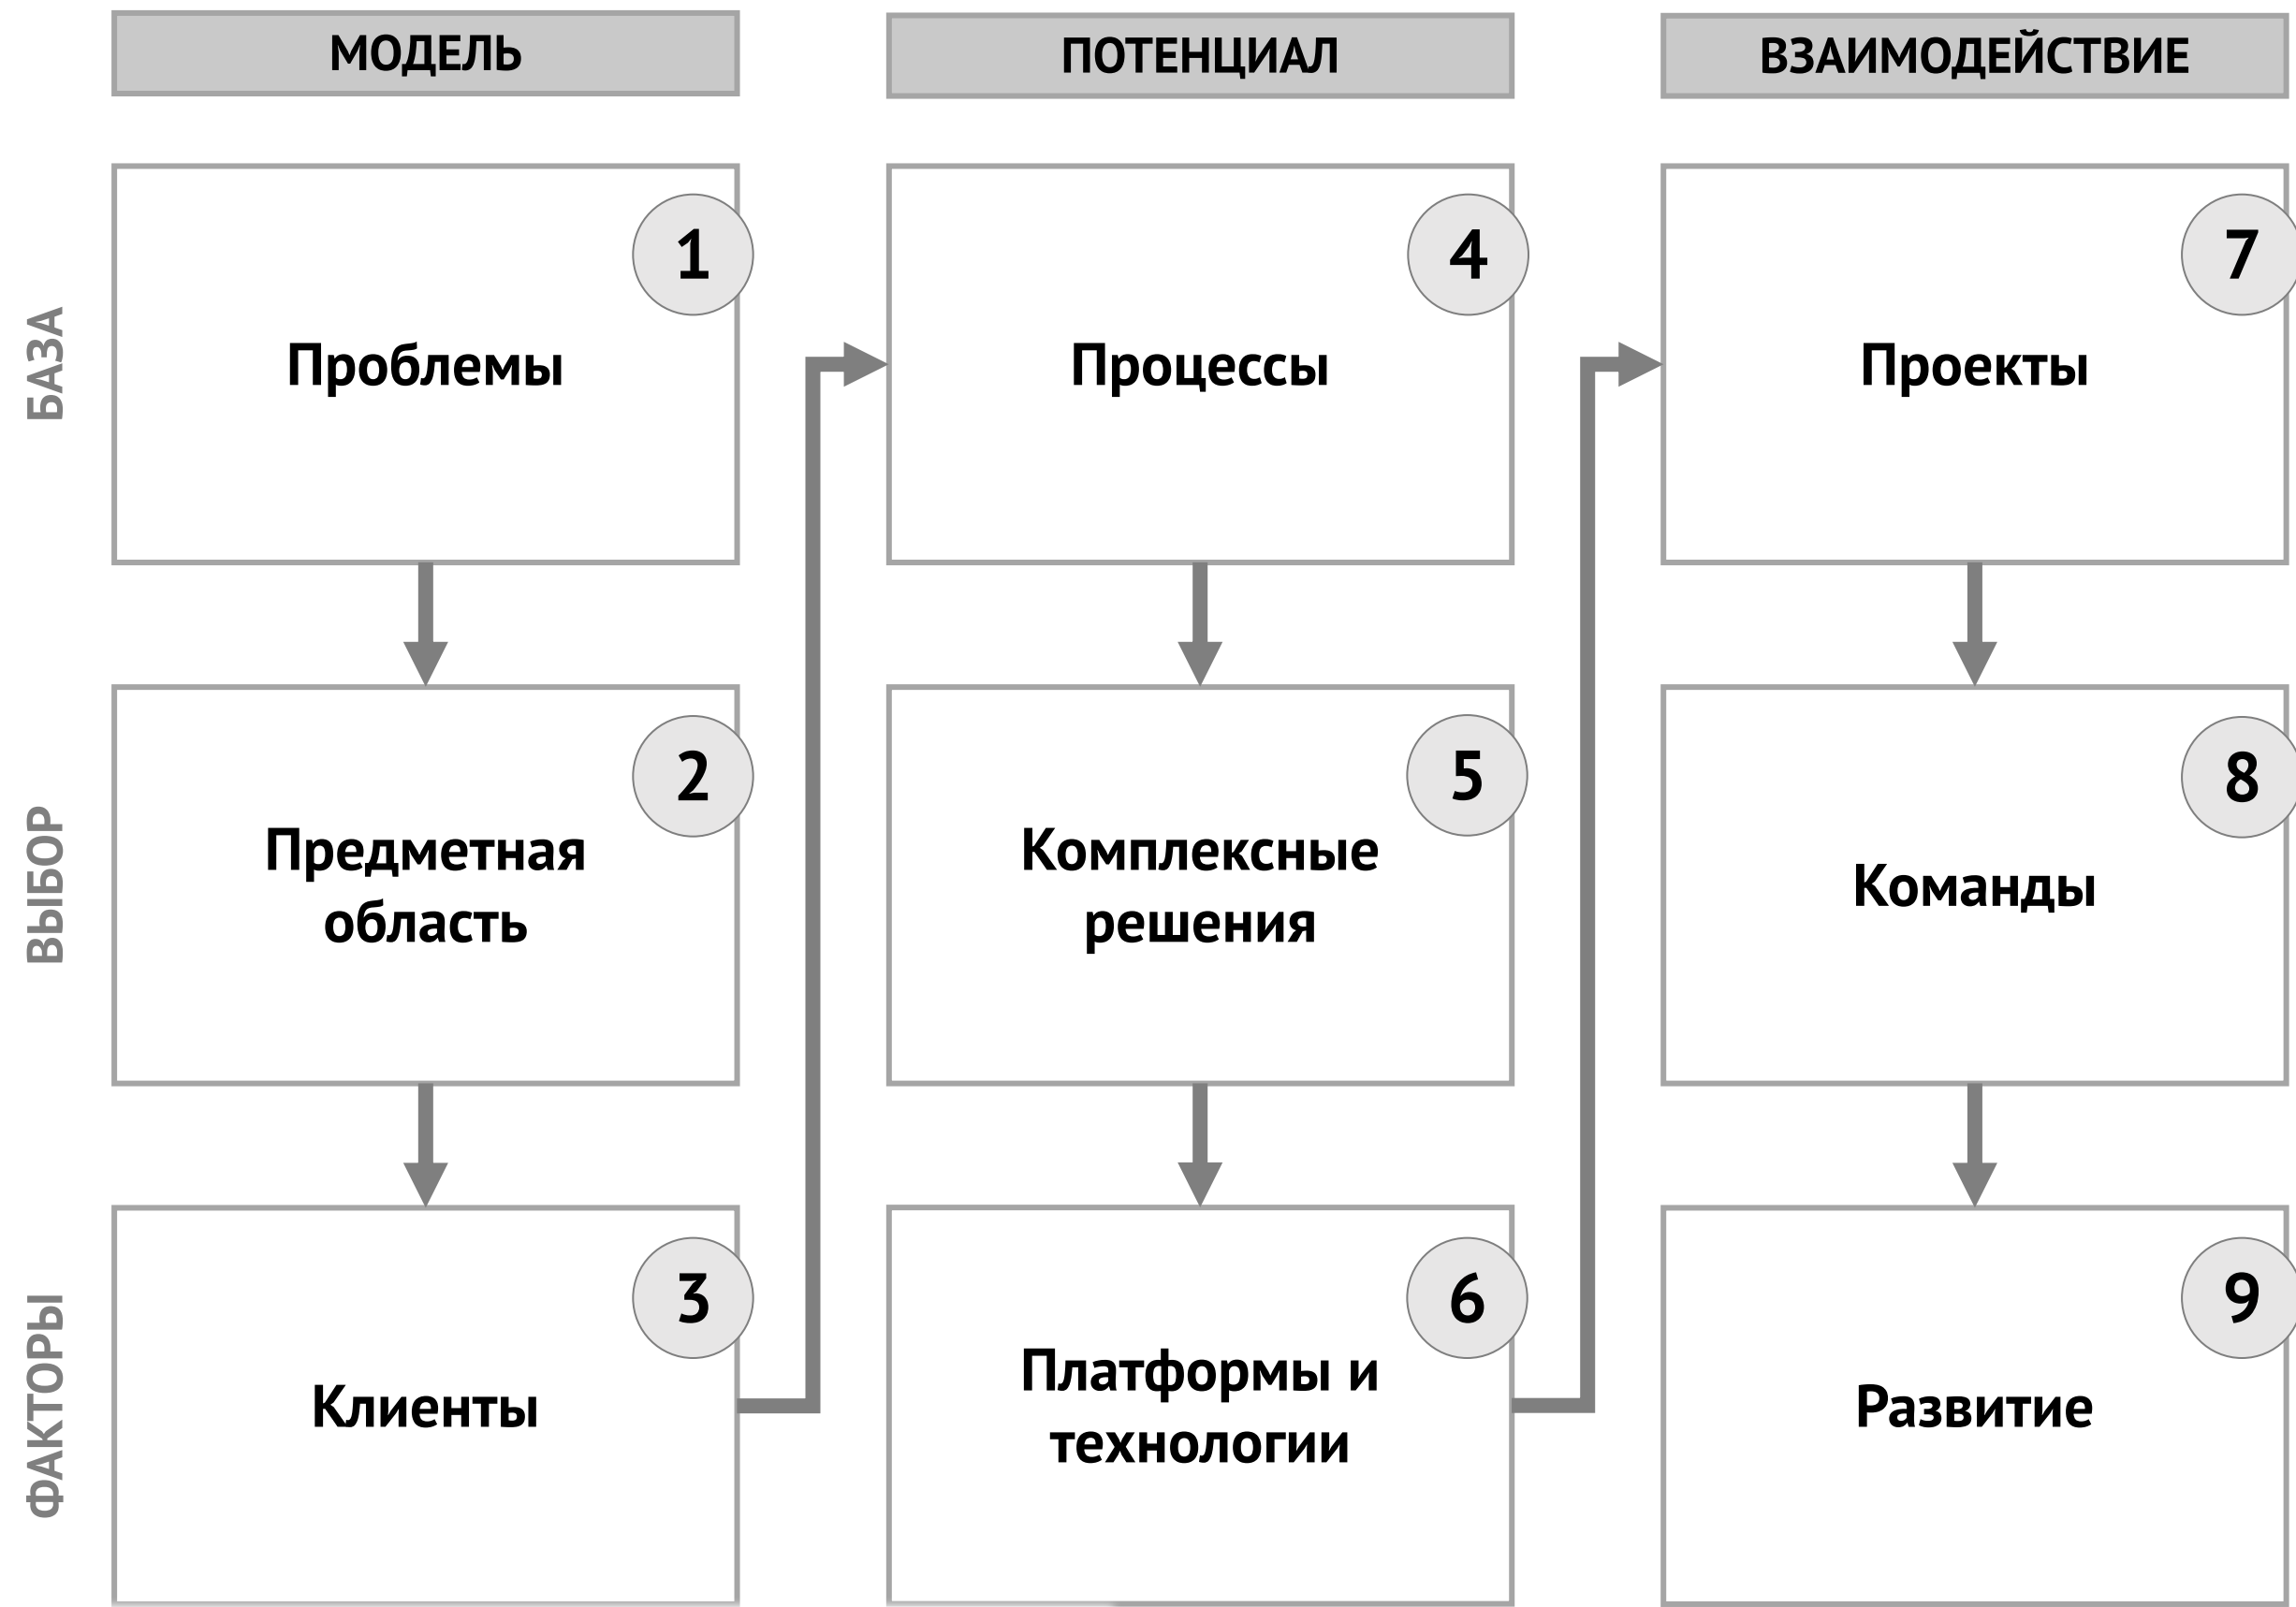 МОДЕЛЬ
ПОТЕНЦИАЛ
ВЗАИМОДЕЙСТВИЕ
БАЗА
1
Проблемы
4
Процессы
7
Проекты
ВЫБОР
2
Предметная
область
5
Комплексные
решения
8
Команды
ФАКТОРЫ
3
Клиенты
6
Платформы и
технологии
9
Развитие